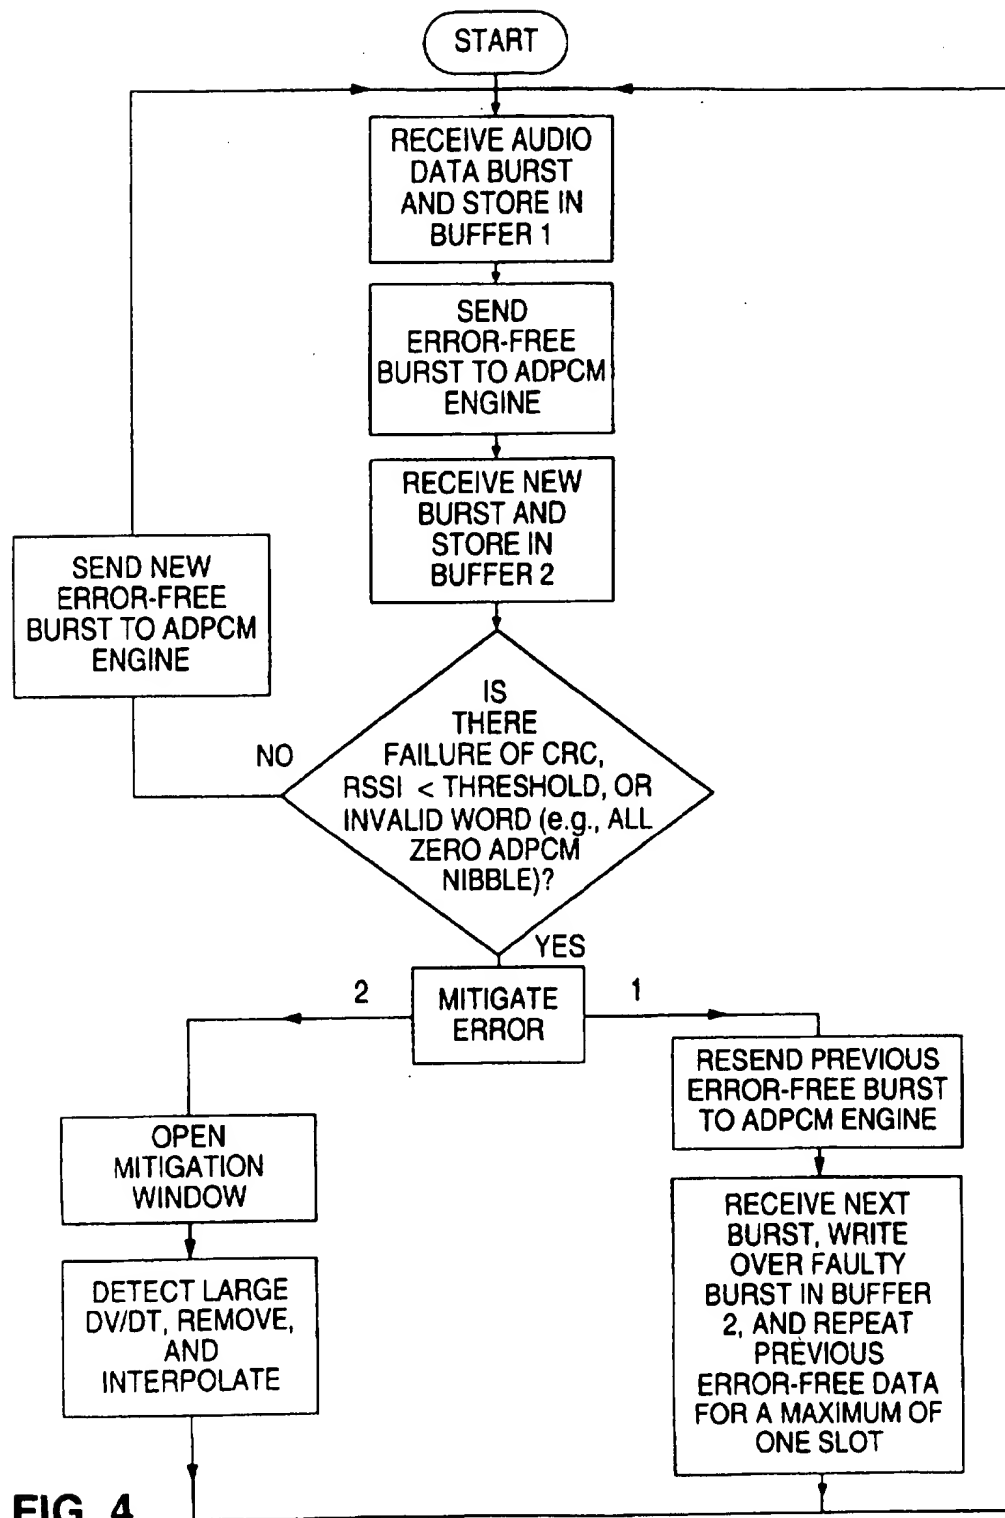 START
RECEIVE AUDIO
DATA BURST
AND STORE IN
BUFFER 1
SEND
ERROR-FREE
BURST TO ADPCM
ENGINE
RECEIVE NEW
BURST AND
STORE IN
BUFFER 2
SEND NEW
ERROR-FREE
BURST TO ADPCM
ENGINE
IS
THERE
FAILURE OF CRC,
RSSI < THRESHOLD, OR
INVALID WORD (e.g., ALL
ZERO ADPCM
NIBBLE)?
NO
YES
MITIGATE
ERROR
2
1
OPEN
MITIGATION
WINDOW
DETECT LARGE
DV/DT, REMOVE,
AND
INTERPOLATE
RESEND PREVIOUS
ERROR-FREE BURST
TO ADPCM ENGINE
RECEIVE NEXT
BURST, WRITE
OVER FAULTY
BURST IN BUFFER
2, AND REPEAT
PREVIOUS
ERROR-FREE DATA
FOR A MAXIMUM OF
ONE SLOT
FIG. 4